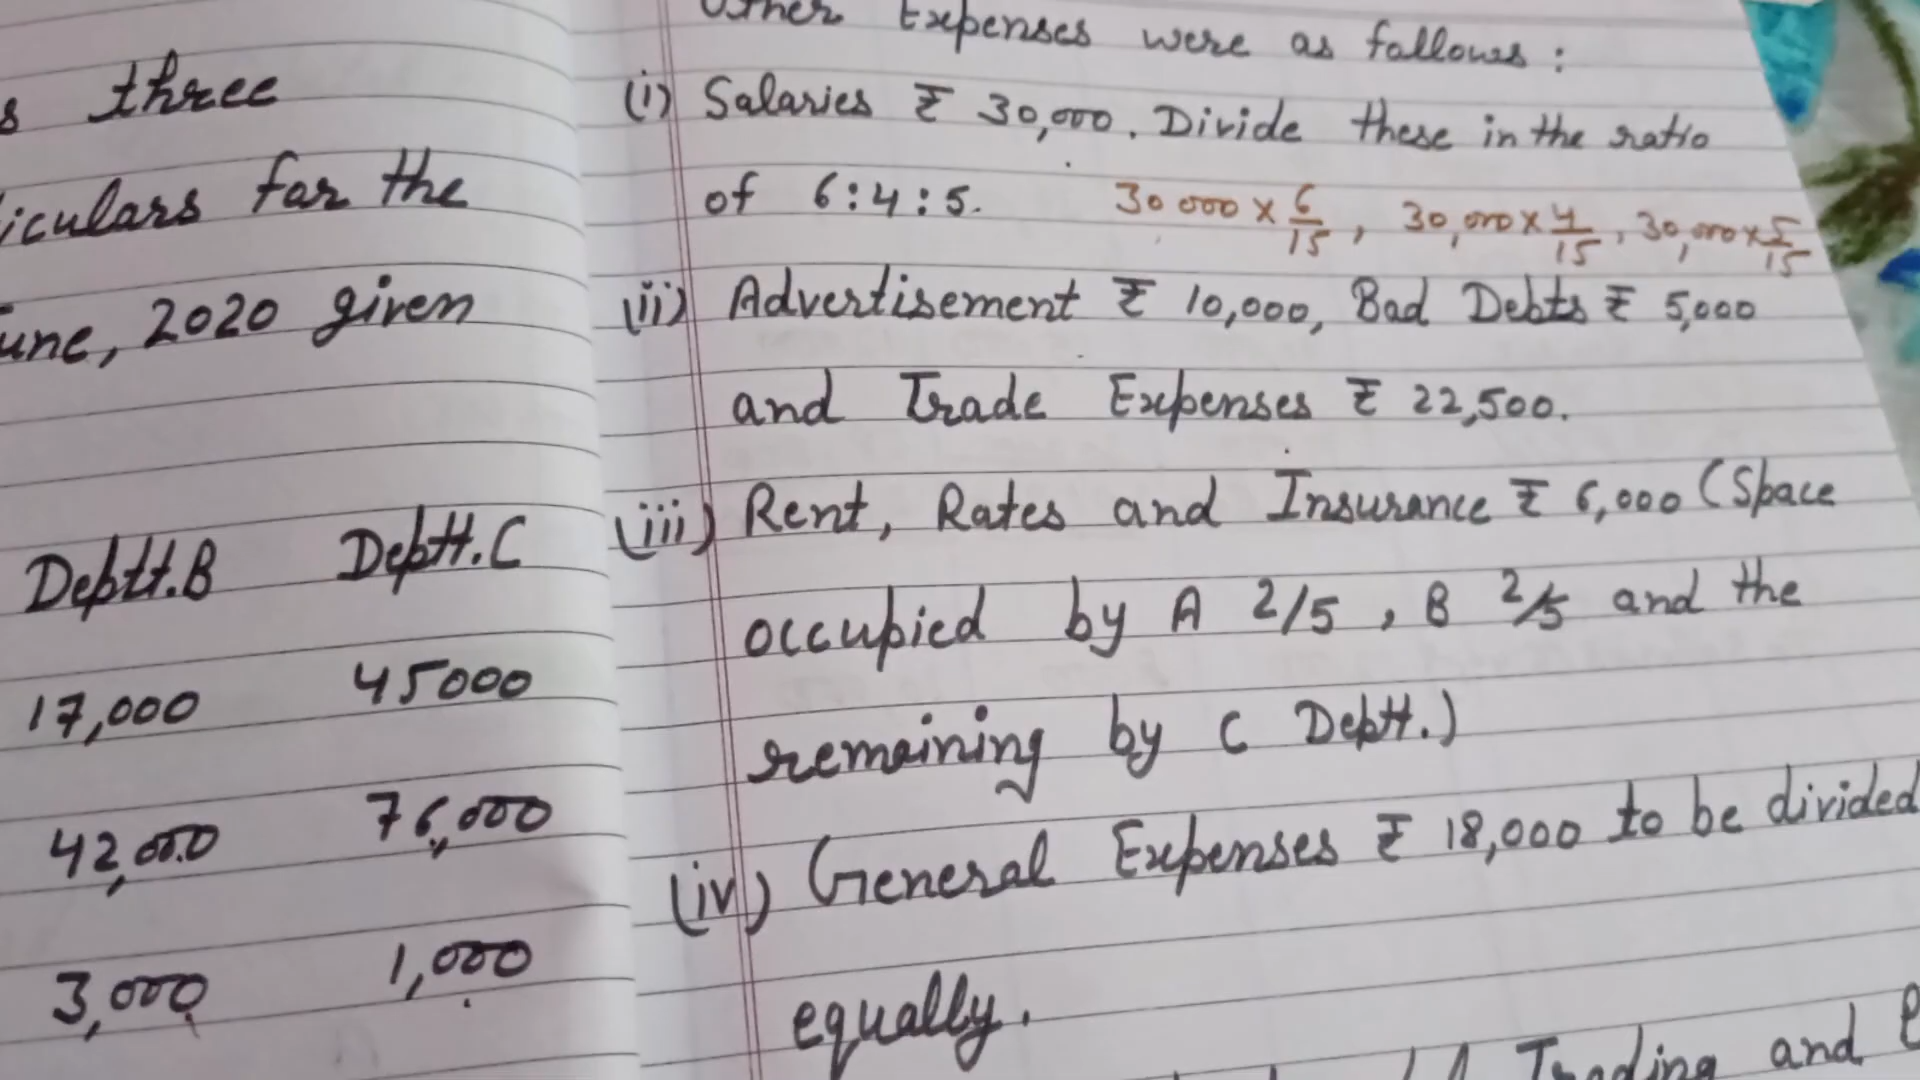 three
for the
June, 2020 given
Deptt.B Deptt.C
17,000 45000
42,000 76,000
3,000 1,000
Other Expenses were as follows :
(i) Salaries ₹ 30,000. Divide these in the ratio
of 6:4:5. 30000 x 6/15, 30,000 x 4/15, 30,000 x 5/15
(ii) Advertisement ₹ 10,000, Bad Debts ₹ 5,000
and Trade Expenses ₹ 22,500.
(iii) Rent, Rates and Insurance ₹ 6,000 (Space
occupied by A 2/5, B 2/5 and the
remaining by C Deptt.)
(iv) General Expenses ₹ 18,000 to be divided
equally.
Trading and